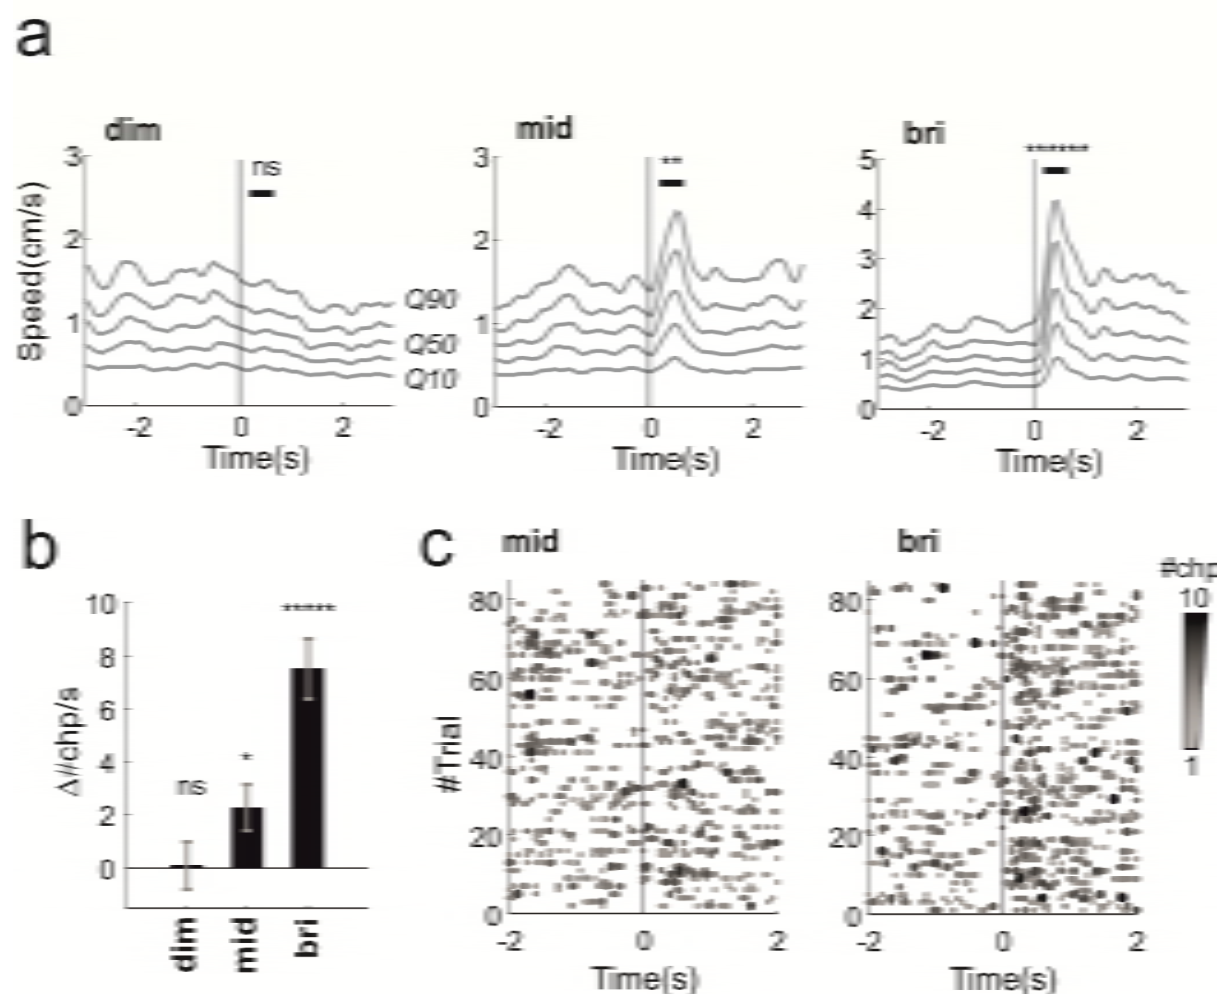 a
dim
mid
bri
ns
**
******
Speed(cm/s)
3
2
1
0
3
2
1
0
5
4
3
2
1
0
Q90
Q50
Q10
-2 0 2
-2 0 2
-2 0 2
Time(s)
Time(s)
Time(s)
b
c
mid
bri
#chp
10
1
10
8
6
4
2
0
Δ#chp/s
ns
*
*****
dim
mid
bri
#Trial
80
60
40
20
0
80
60
40
20
0
-2 0 2
-2 0 2
Time(s)
Time(s)